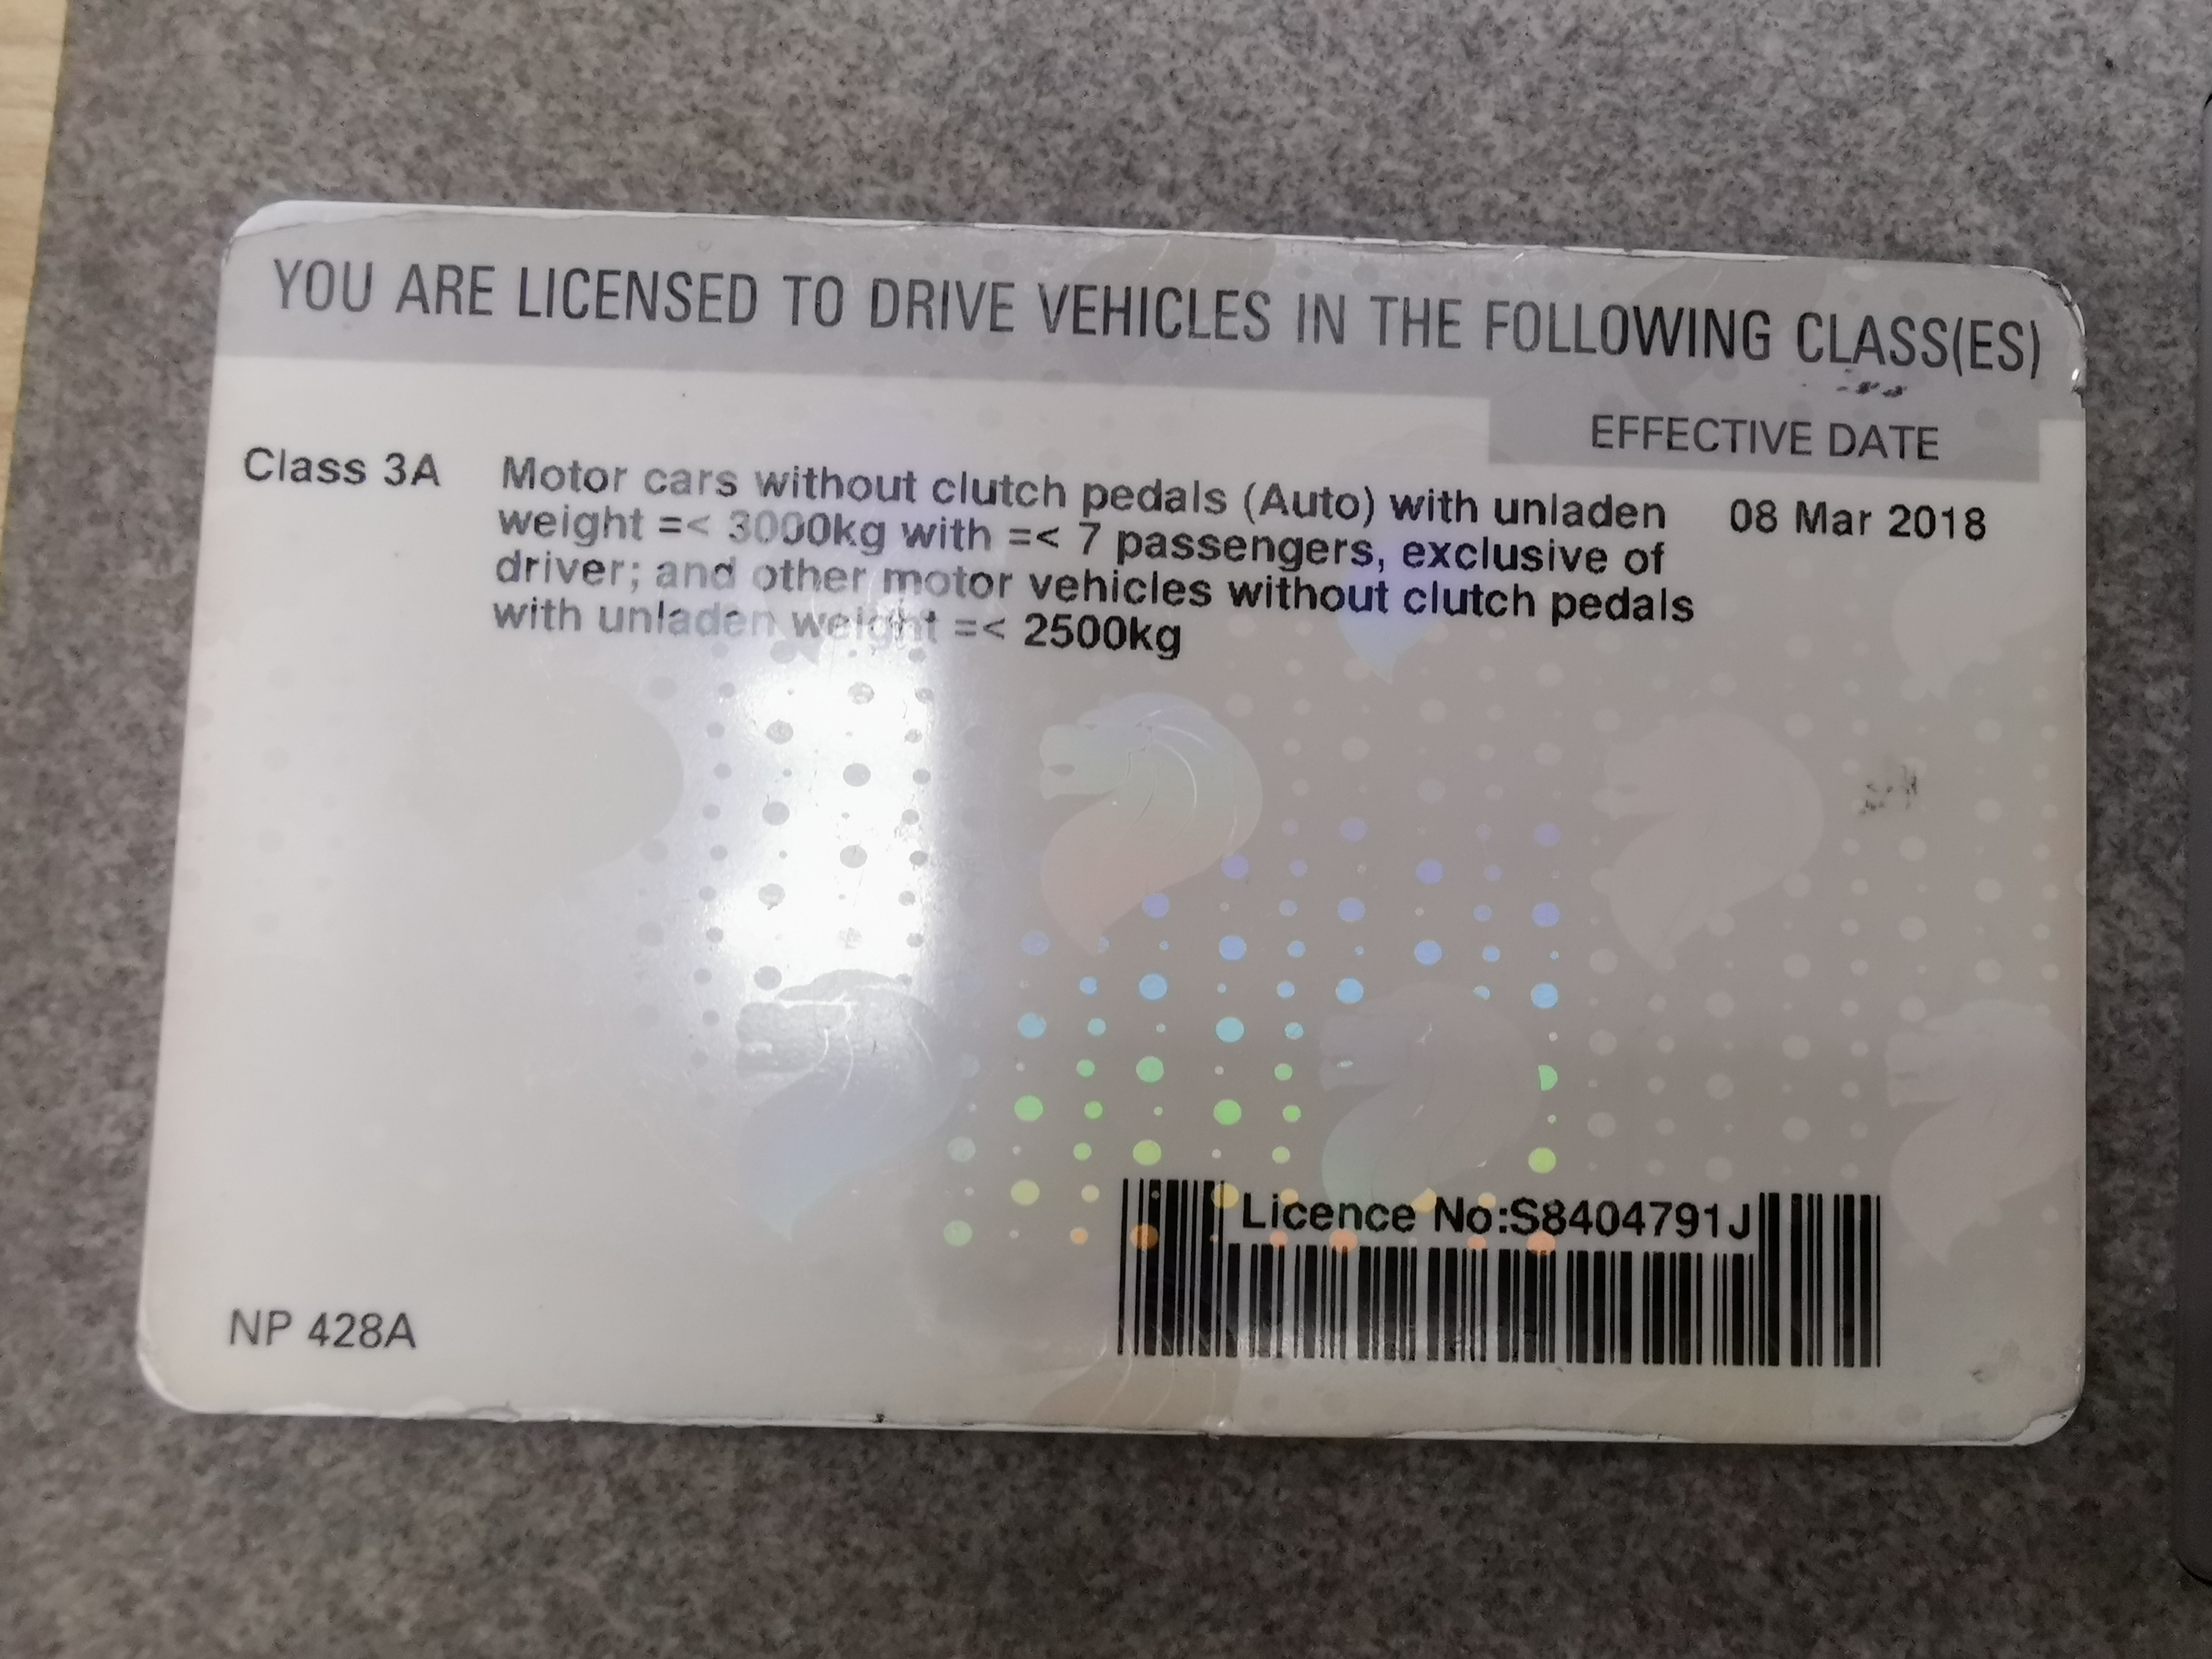 YOU ARE LICENSED TO DRIVE VEHICLES IN THE FOLLOWING CLASS(ES)
EFFECTIVE DATE
Class 3A Motor cars without clutch pedals (Auto) with unladen 08 Mar 2018
weight =< 3000kg with =< 7 passengers, exclusive of
driver; and other motor vehicles without clutch pedals
with unladen weight =< 2500kg
Licence No:S8404791J
NP 428A